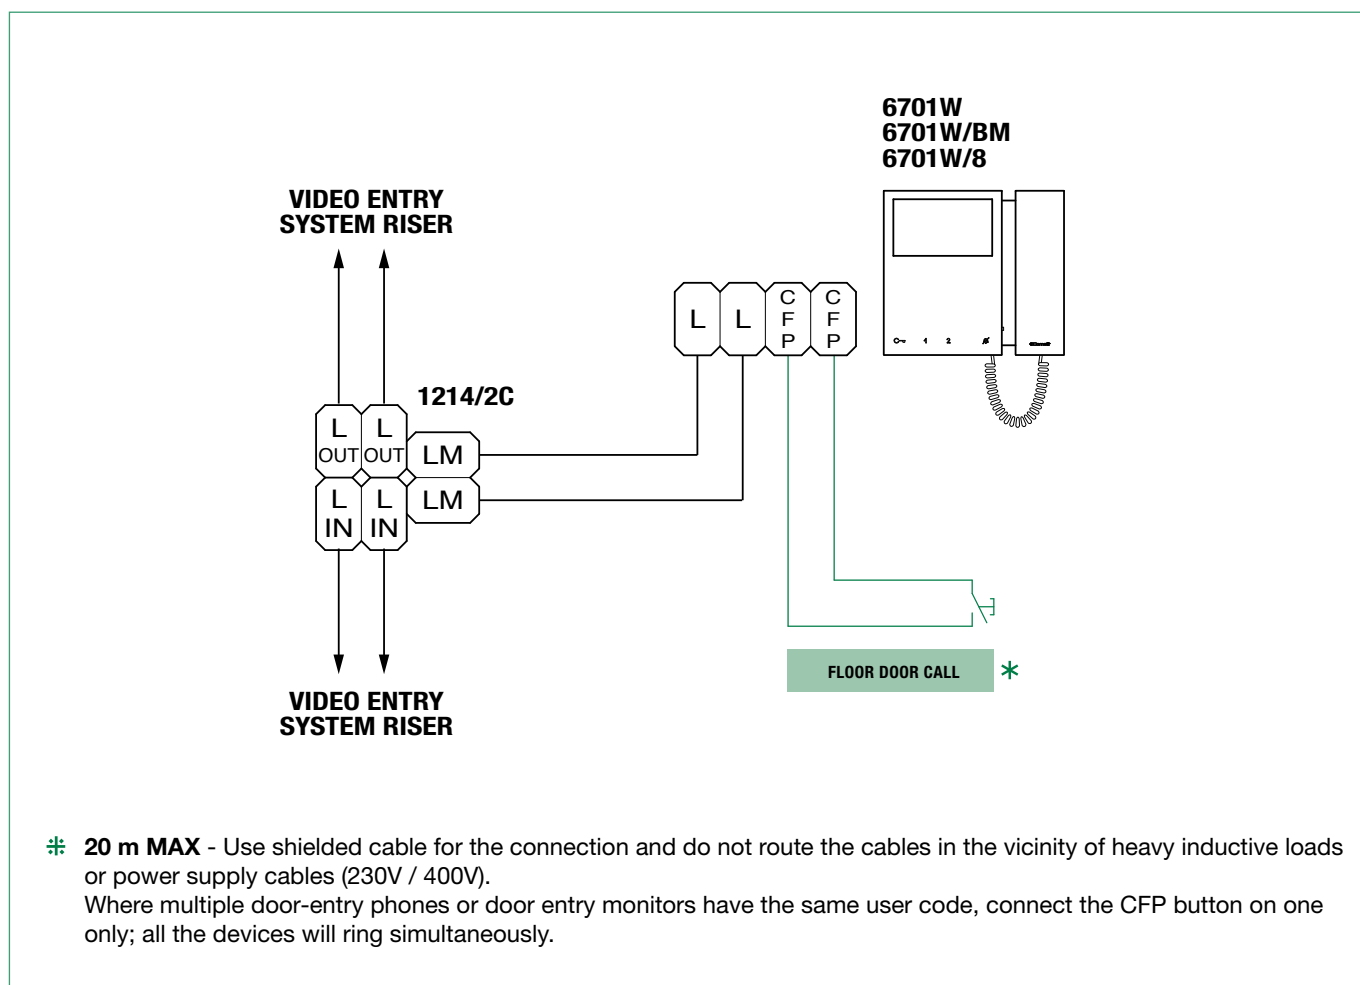 6701W
6701W/BM
6701W/8
VIDEO ENTRY
SYSTEM RISER
L L C F P C F P
1 2
1214/2C
L OUT L OUT LM
L IN L IN LM
FLOOR DOOR CALL *
VIDEO ENTRY
SYSTEM RISER
20 m MAX - Use shielded cable for the connection and do not route the cables in the vicinity of heavy inductive loads
or power supply cables (230V / 400V).
Where multiple door-entry phones or door entry monitors have the same user code, connect the CFP button on one
only; all the devices will ring simultaneously.